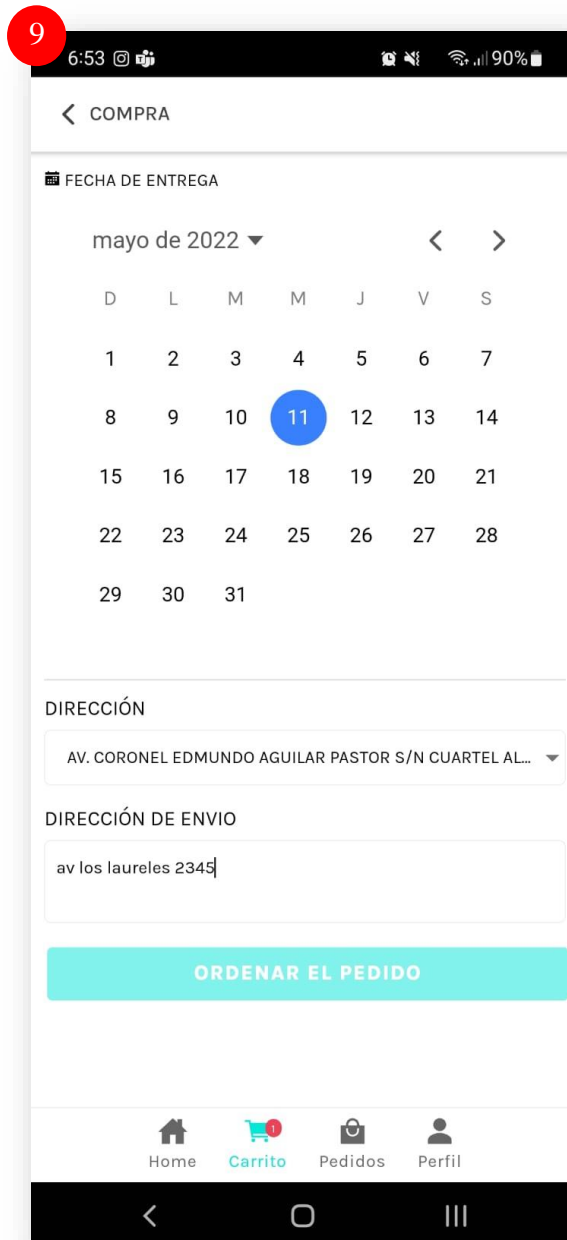 9
6:53 90%
COMPRA
FECHA DE ENTREGA
mayo de 2022
D L M M J V S
1 2 3 4 5 6 7
8 9 10 11 12 13 14
15 16 17 18 19 20 21
22 23 24 25 26 27 28
29 30 31
DIRECCIÓN
AV. CORONEL EDMUNDO AGUILAR PASTOR S/N CUARTEL AL...
DIRECCIÓN DE ENVIO
av los laureles 2345
ORDENAR EL PEDIDO
1
Home Carrito Pedidos Perfil